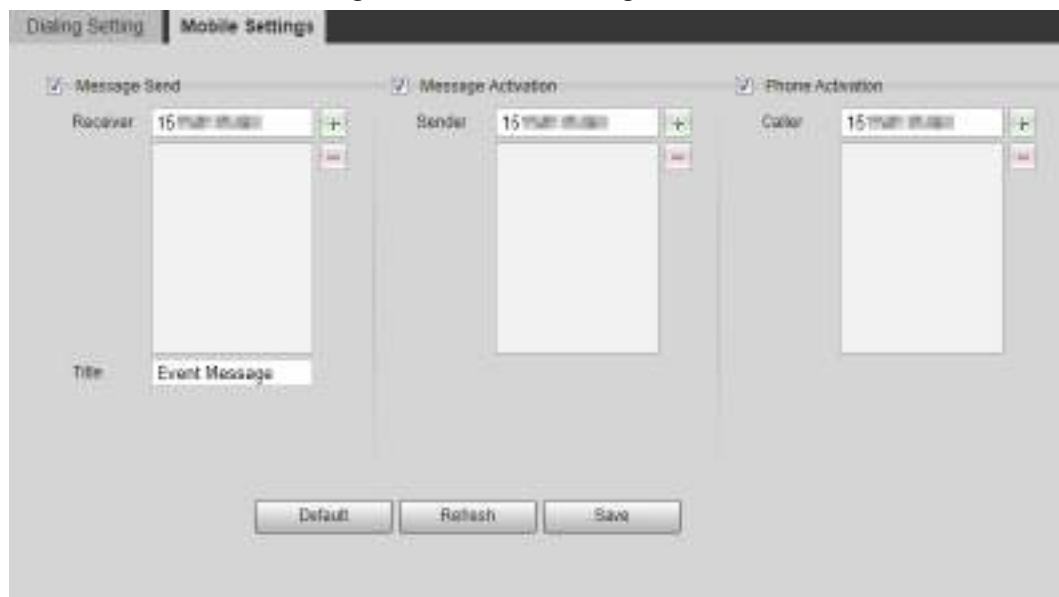 Dialing Setting Mobile Settings
Message Send Message Activation Phone Activation
Receiver 15 + Sender 15 + Caller 15 +
Title Event Message
Default Refresh Save